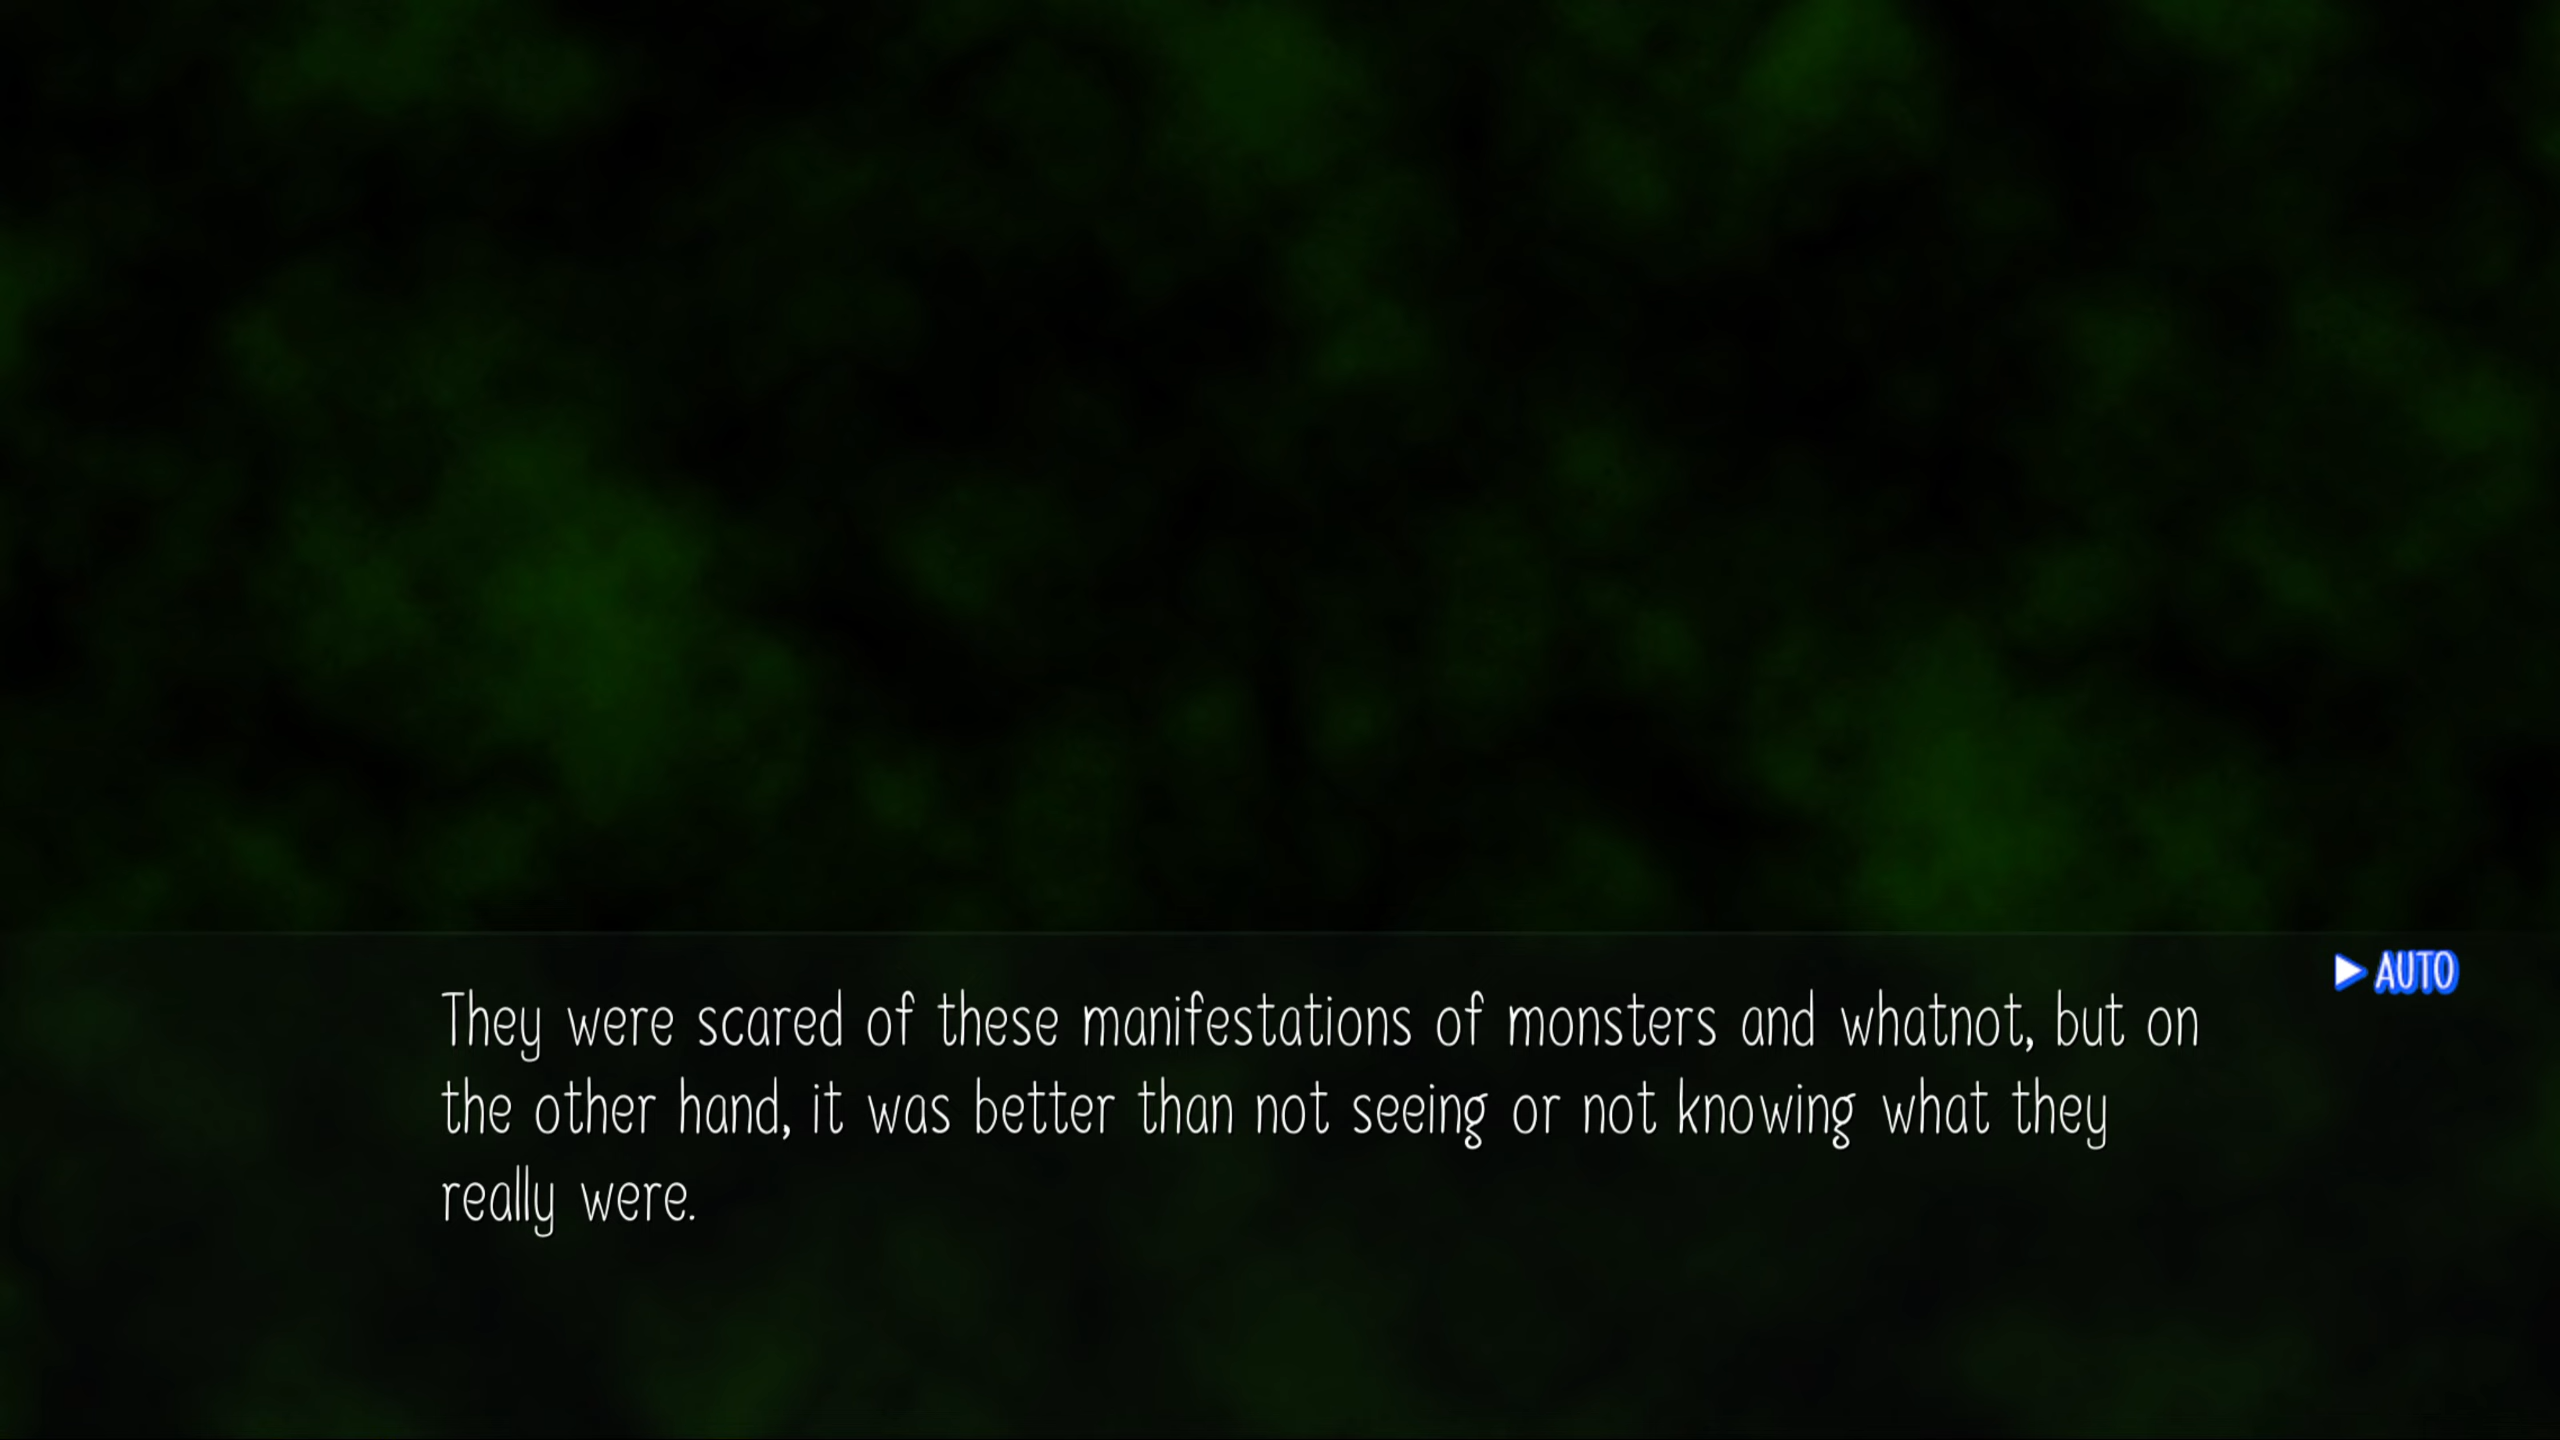 AUTO
They were scared of these manifestations of monsters and whatnot, but on
the other hand, it was better than not seeing or not knowing what they
really were.